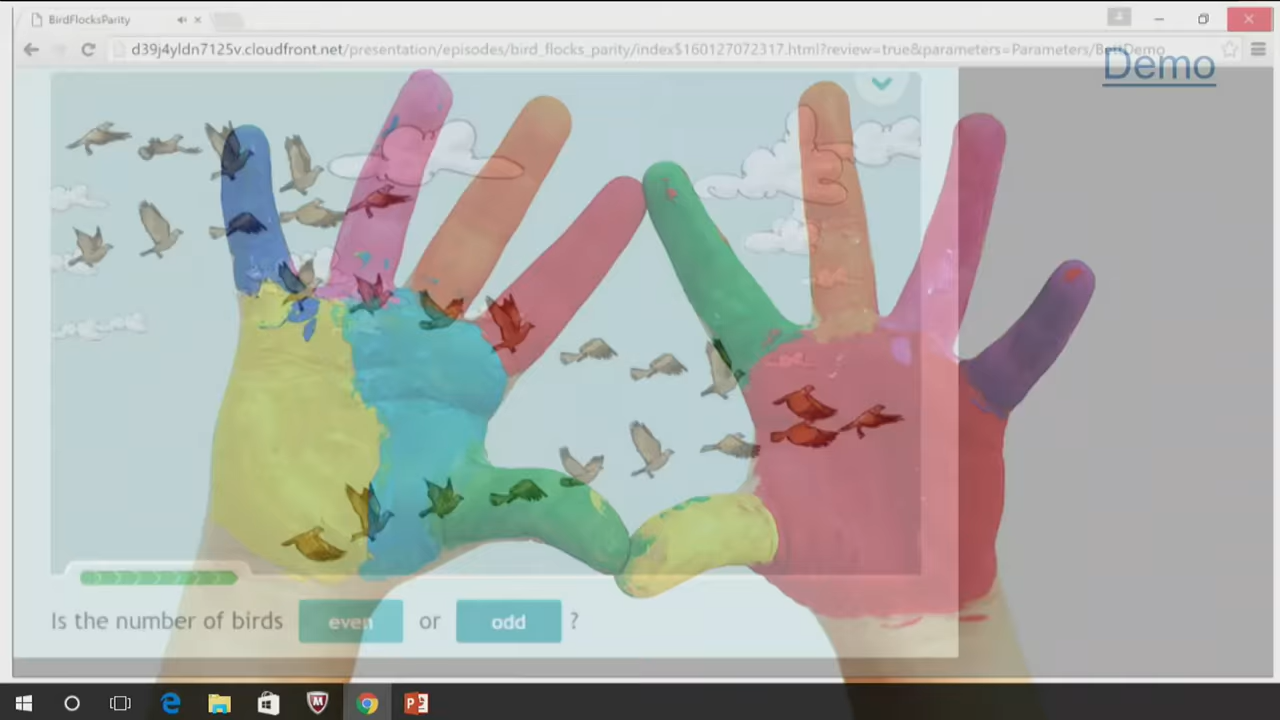 BirdFlocksParity
d39j4yldn7125v.cloudfront.net/presentation/episodes/bird_flocks_parity/index$160127072317.html?review=true&parameters=Parameters/BettDemo
Demo
Is the number of birds even or odd ?